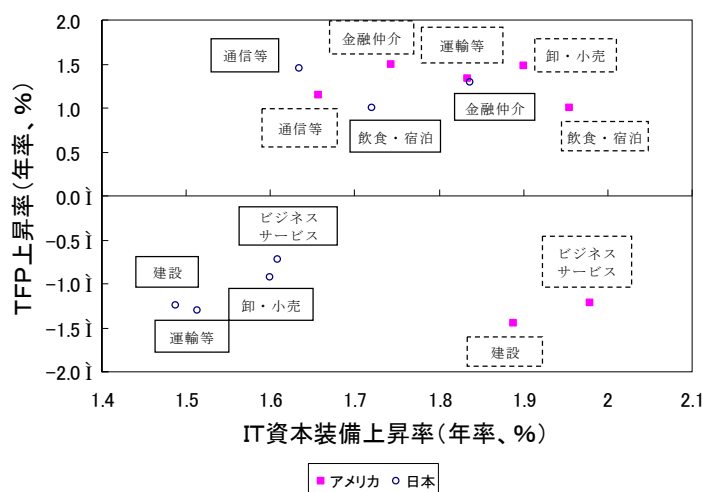 2.0
1.5
1.0
0.5
0.0 Ì
−0.5 Ì
−1.0 Ì
−1.5 Ì
−2.0 Ì
TFP上昇率(年率、%)
通信等
金融仲介
運輸等
卸・小売
通信等
飲食・宿泊
金融仲介
飲食・宿泊
ビジネス
サービス
建設
卸・小売
運輸等
ビジネス
サービス
建設
1.4
1.5
1.6
1.7
1.8
1.9
2
2.1
IT資本装備上昇率(年率、%)
アメリカ
日本